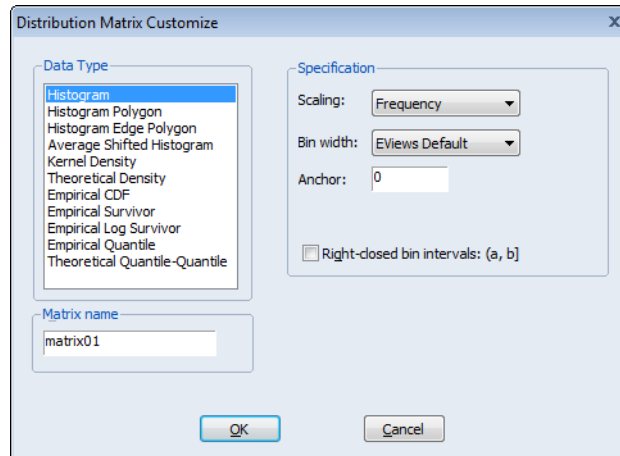 Distribution Matrix Customize
x
Data Type
Histogram
Histogram Polygon
Histogram Edge Polygon
Average Shifted Histogram
Kernel Density
Theoretical Density
Empirical CDF
Empirical Survivor
Empirical Log Survivor
Empirical Quantile
Theoretical Quantile-Quantile
Matrix name
matrix01
Specification
Scaling: Frequency
Bin width: EViews Default
Anchor: 0
Right-closed bin intervals: (a, b]
OK
Cancel